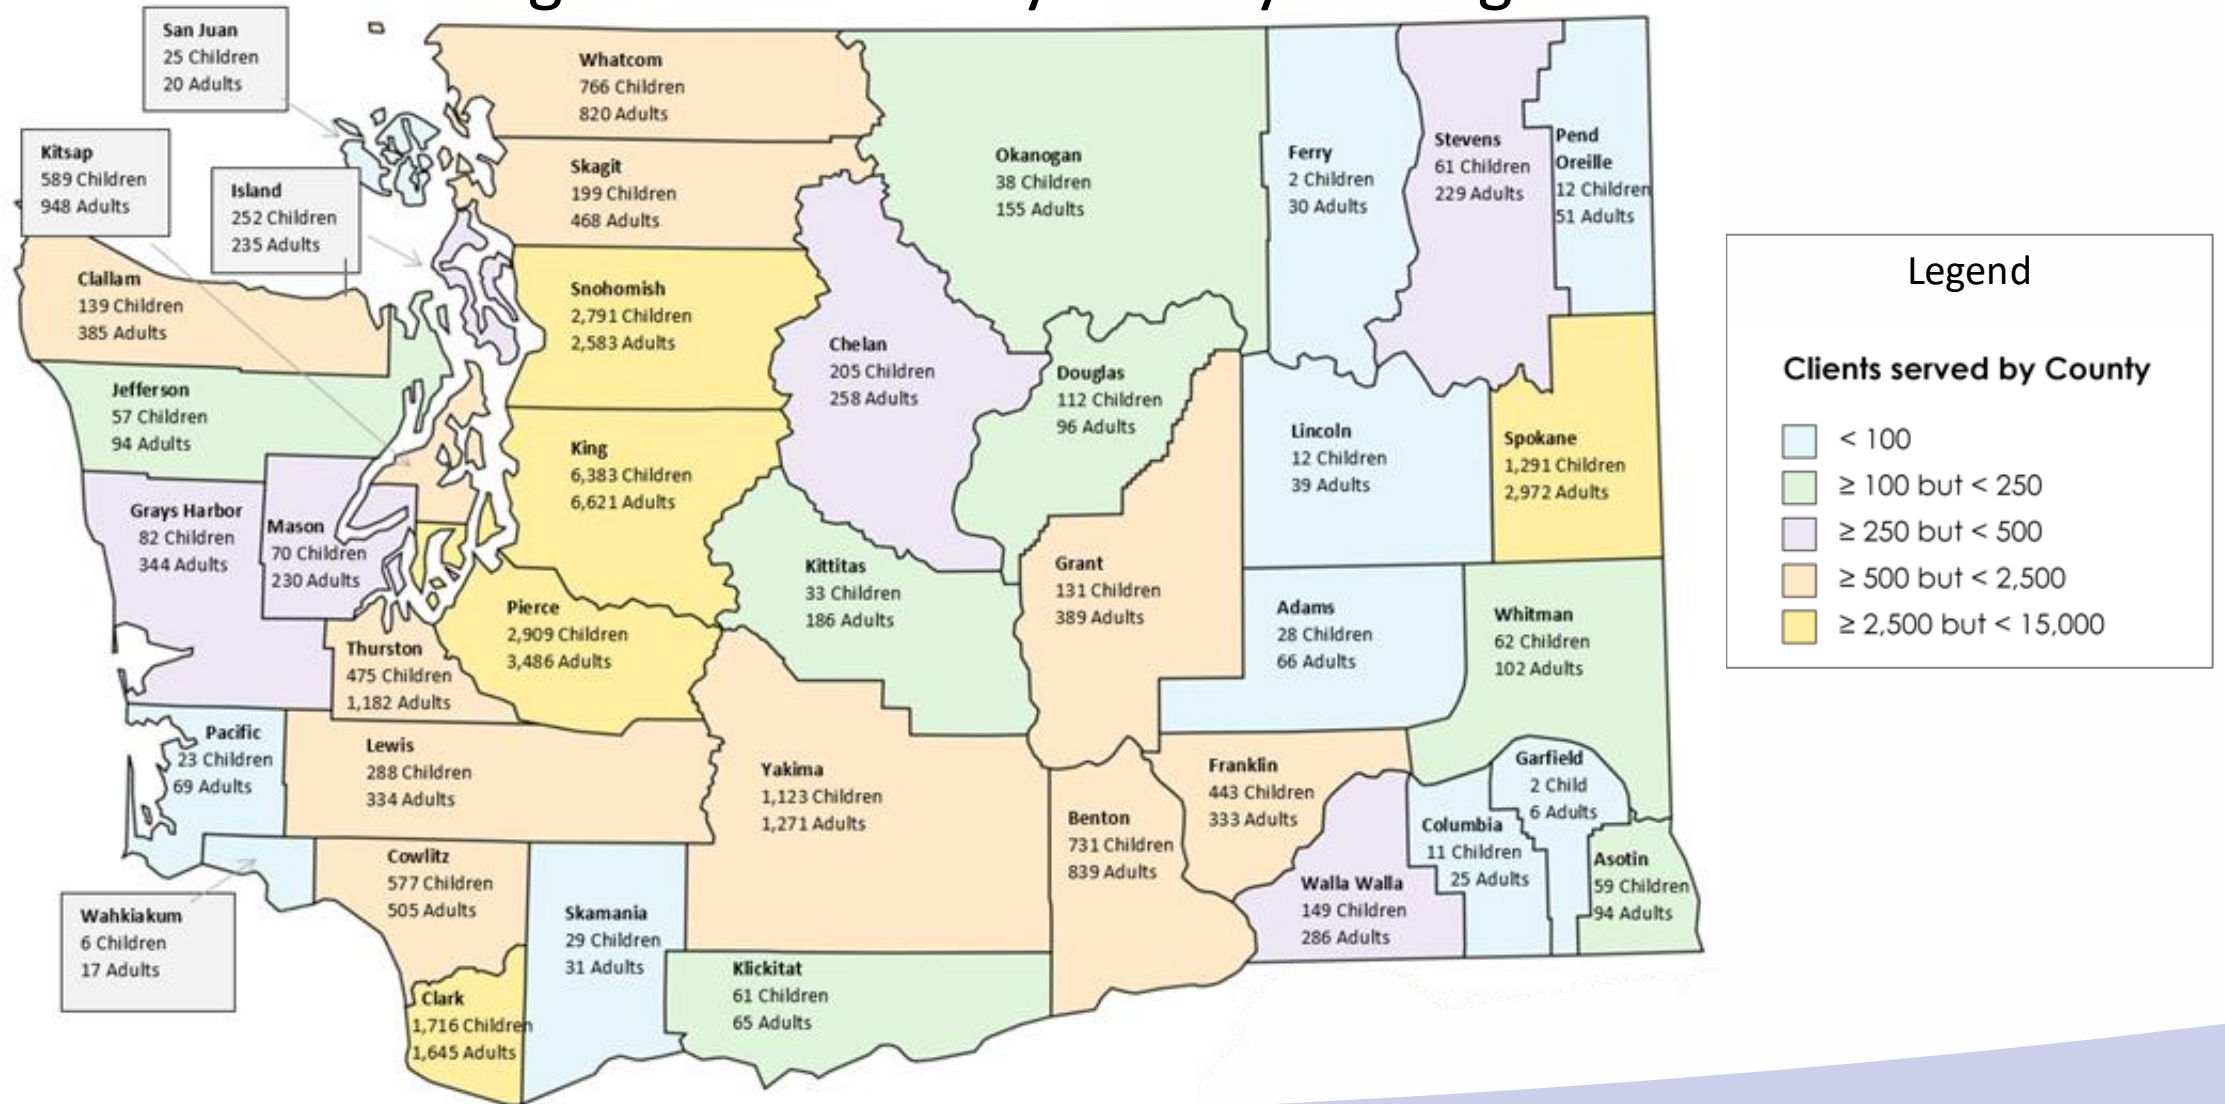 San Juan
25 Children
20 Adults
Kitsap
589 Children
948 Adults
Island
252 Children
235 Adults
Whatcom
766 Children
820 Adults
Skagit
199 Children
468 Adults
Okanogan
38 Children
155 Adults
Ferry
2 Children
30 Adults
Stevens
61 Children
229 Adults
Pend
Oreille
12 Children
51 Adults
Clallam
139 Children
385 Adults
Snohomish
2,791 Children
2,583 Adults
Chelan
205 Children
258 Adults
Jefferson
57 Children
94 Adults
Douglas
112 Children
96 Adults
King
6,383 Children
6,621 Adults
Lincoln
12 Children
39 Adults
Spokane
1,291 Children
2,972 Adults
Grays Harbor
82 Children
344 Adults
Mason
70 Children
230 Adults
Kittitas
33 Children
186 Adults
Grant
131 Children
389 Adults
Adams
28 Children
66 Adults
Whitman
62 Children
102 Adults
Pierce
2,909 Children
3,486 Adults
Thurston
475 Children
1,182 Adults
Pacific
23 Children
69 Adults
Lewis
288 Children
334 Adults
Yakima
1,123 Children
1,271 Adults
Benton
731 Children
839 Adults
Franklin
443 Children
333 Adults
Garfield
2 Child
6 Adults
Columbia
11 Children
25 Adults
Asotin
59 Children
94 Adults
Walla Walla
149 Children
286 Adults
Wahkiakum
6 Children
17 Adults
Cowlitz
577 Children
505 Adults
Skamania
29 Children
31 Adults
Clark
1,716 Children
1,645 Adults
Klickitat
61 Children
65 Adults
Legend
Clients served by County
< 100
≥ 100 but < 250
≥ 250 but < 500
≥ 500 but < 2,500
≥ 2,500 but < 15,000